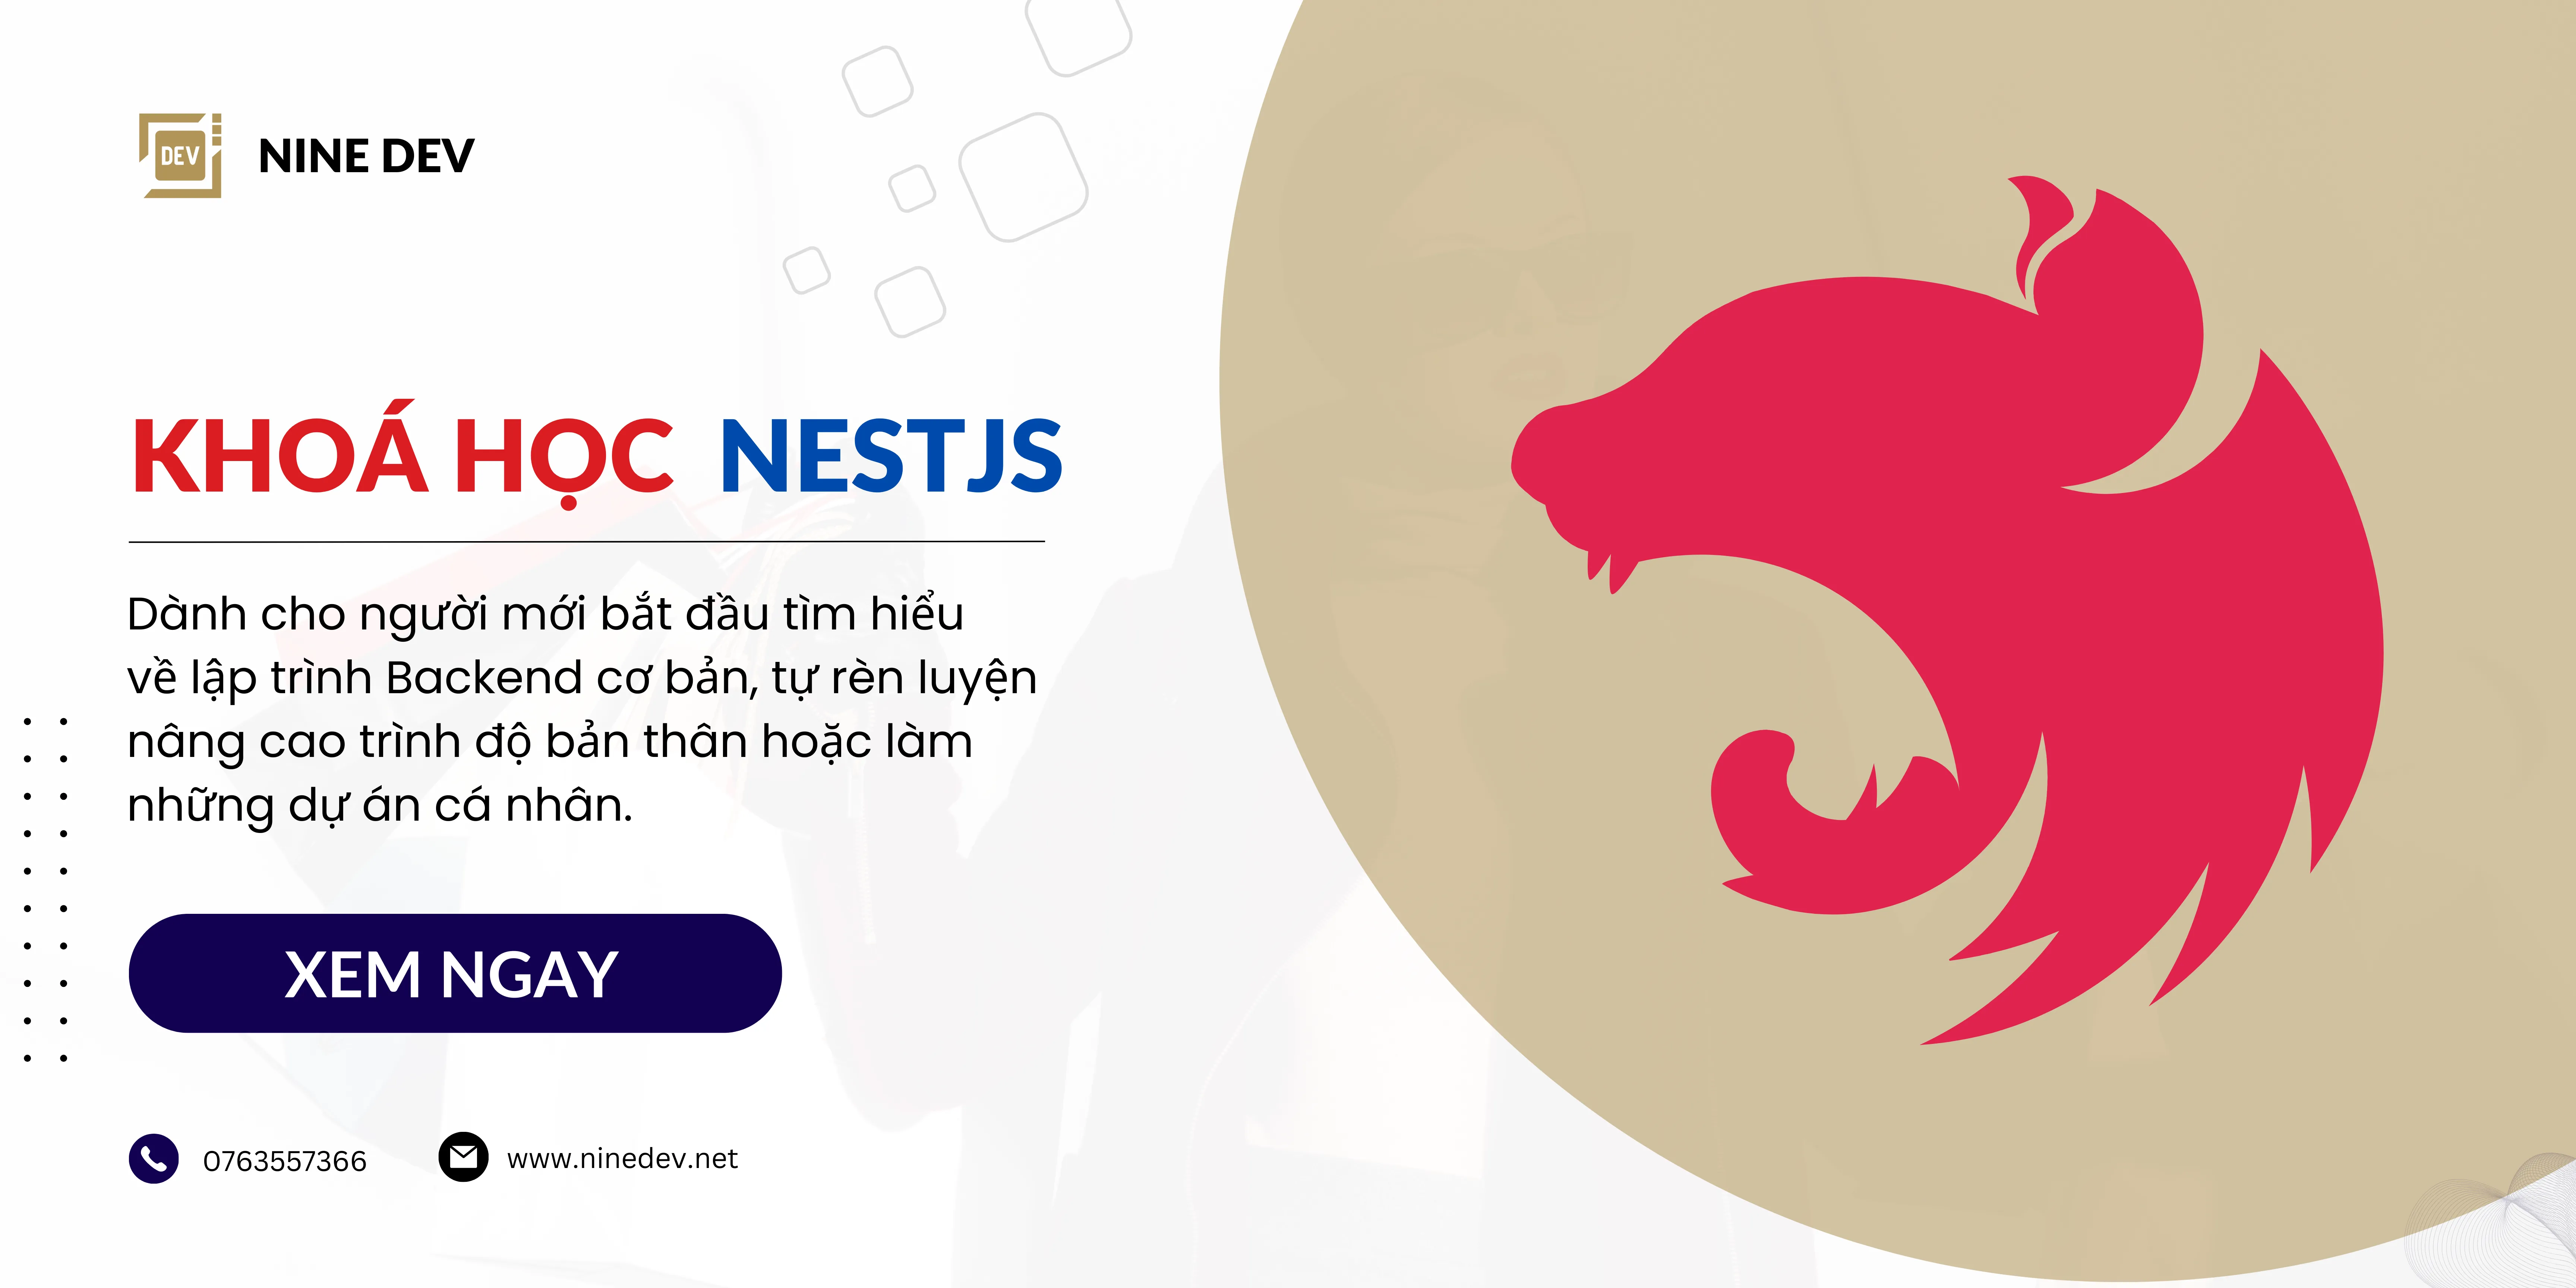 DEV
NINE DEV
KHOÁ HỌC NESTJS
Dành cho người mới bắt đầu tìm hiểu
về lập trình Backend cơ bản, tự rèn luyện
nâng cao trình độ bản thân hoặc làm
những dự án cá nhân.
XEM NGAY
0763557366
www.ninedev.net